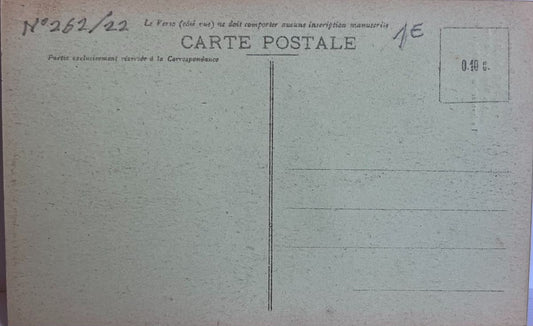 N° 262/22
Le Verso (côté vue) ne doit comporter aucune inscription manuscrite
1E
CARTE POSTALE
Partie exclusivement réservée à la Correspondance
0.10 c.